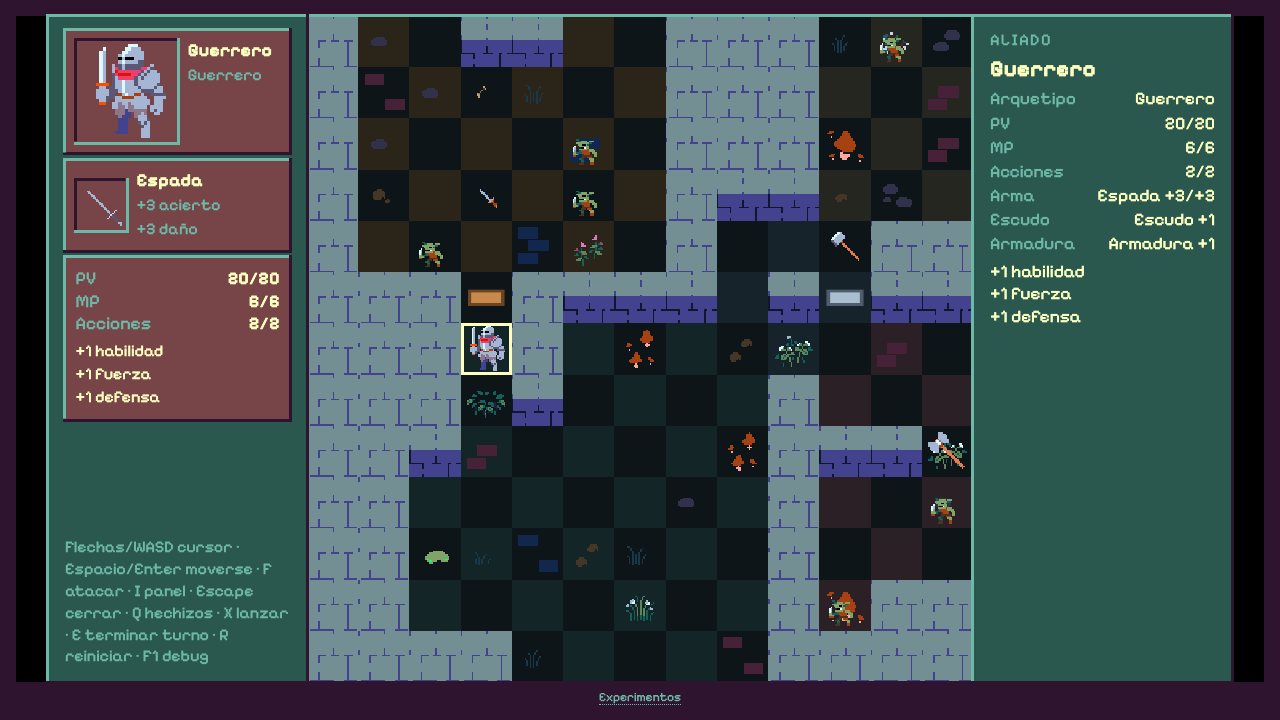 Guerrero
Guerrero
Espada
+3 acierto
+3 daño
PV 20/20
MP 6/6
Acciones 2/2
+1 habilidad
+1 fuerza
+1 defensa
Flechas/WASD cursor ·
Espacio/Enter moverse · F
atacar · I panel · Escape
cerrar · Q hechizos · X lanzar
· E terminar turno · R
reiniciar · F1 debug
ALIADO
Guerrero
Arquetipo Guerrero
PV 20/20
MP 6/6
Acciones 2/2
Arma Espada +3/+3
Escudo Escudo +1
Armadura Armadura +1
+1 habilidad
+1 fuerza
+1 defensa
Experimentos